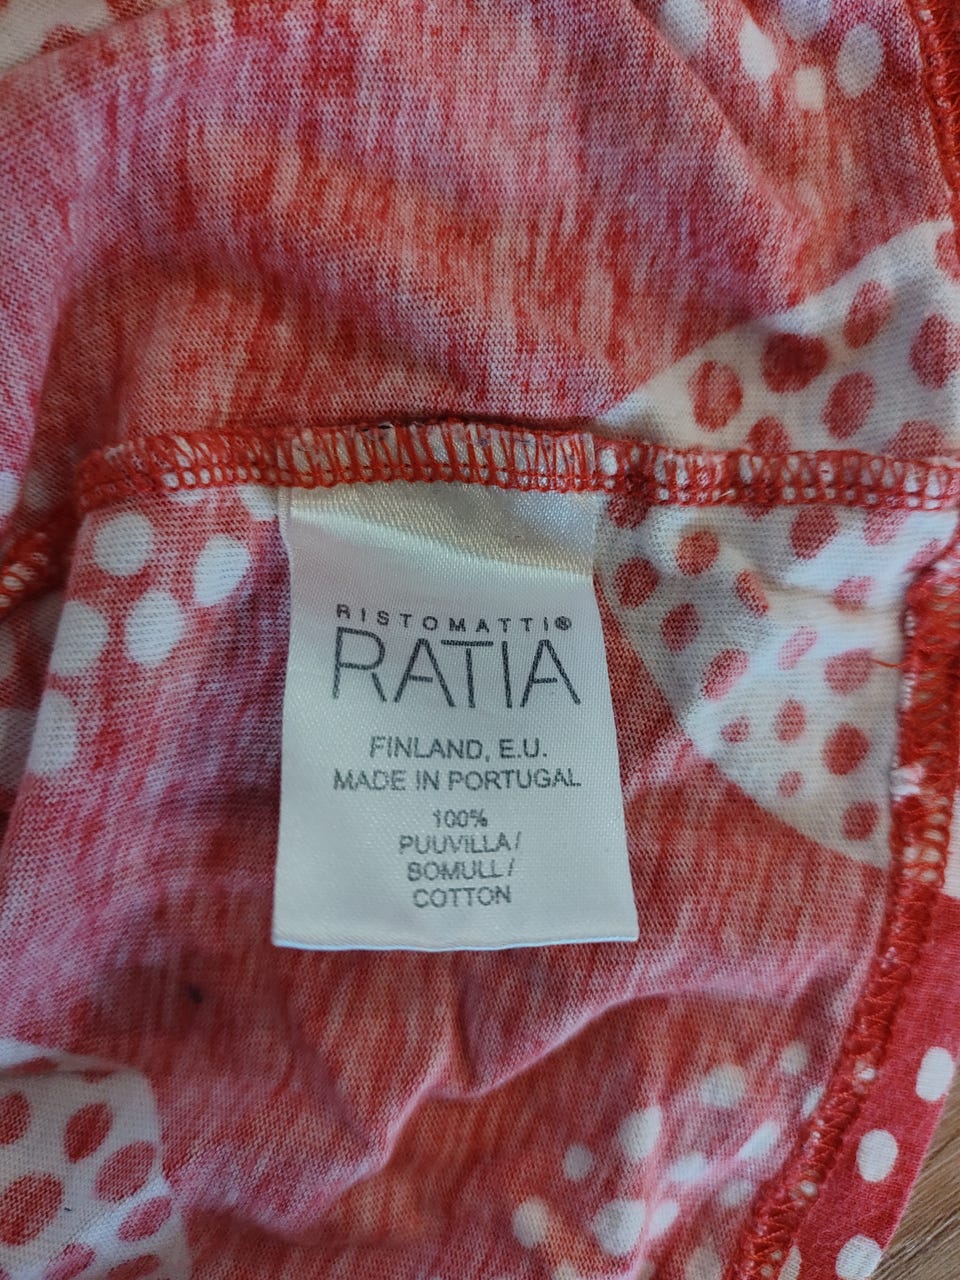 RISTOMATTI®
RATIA
FINLAND, E.U.
MADE IN PORTUGAL
100%
PUUVILLA/
BOMULL/
COTTON